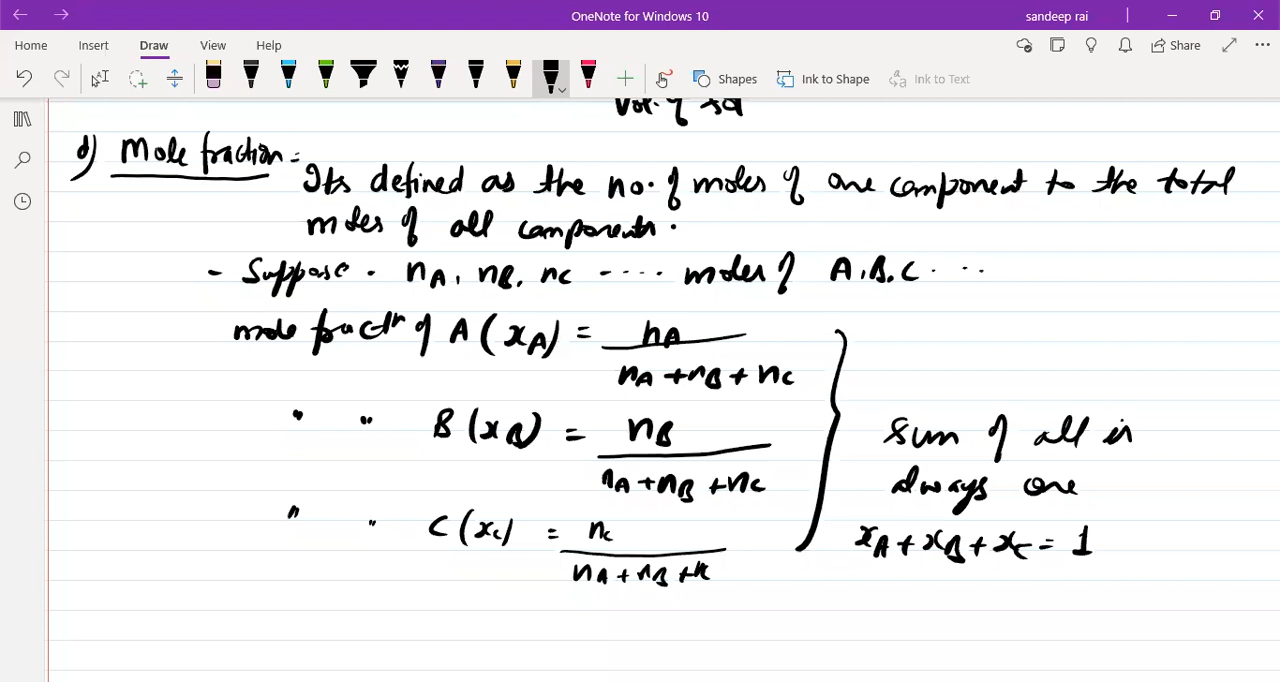 OneNote for Windows 10
sandeep rai
Home Insert Draw View Help
Share
Shapes Ink to Shape Ink to Text
Vol. of sol
d) Mole fraction =
Its defined as the no. of moles of one component to the total
moles of all components.
- Suppose. nA, nB, nC ---- moles of A, B, C ....
mole fractn of A (xA) = nA
nA + nB + nC
" " B (xB) = nB
nA + nB + nC
" " C (xC) = nC
nA + nB + n
sum of all is
always one
xA + xB + xC = 1